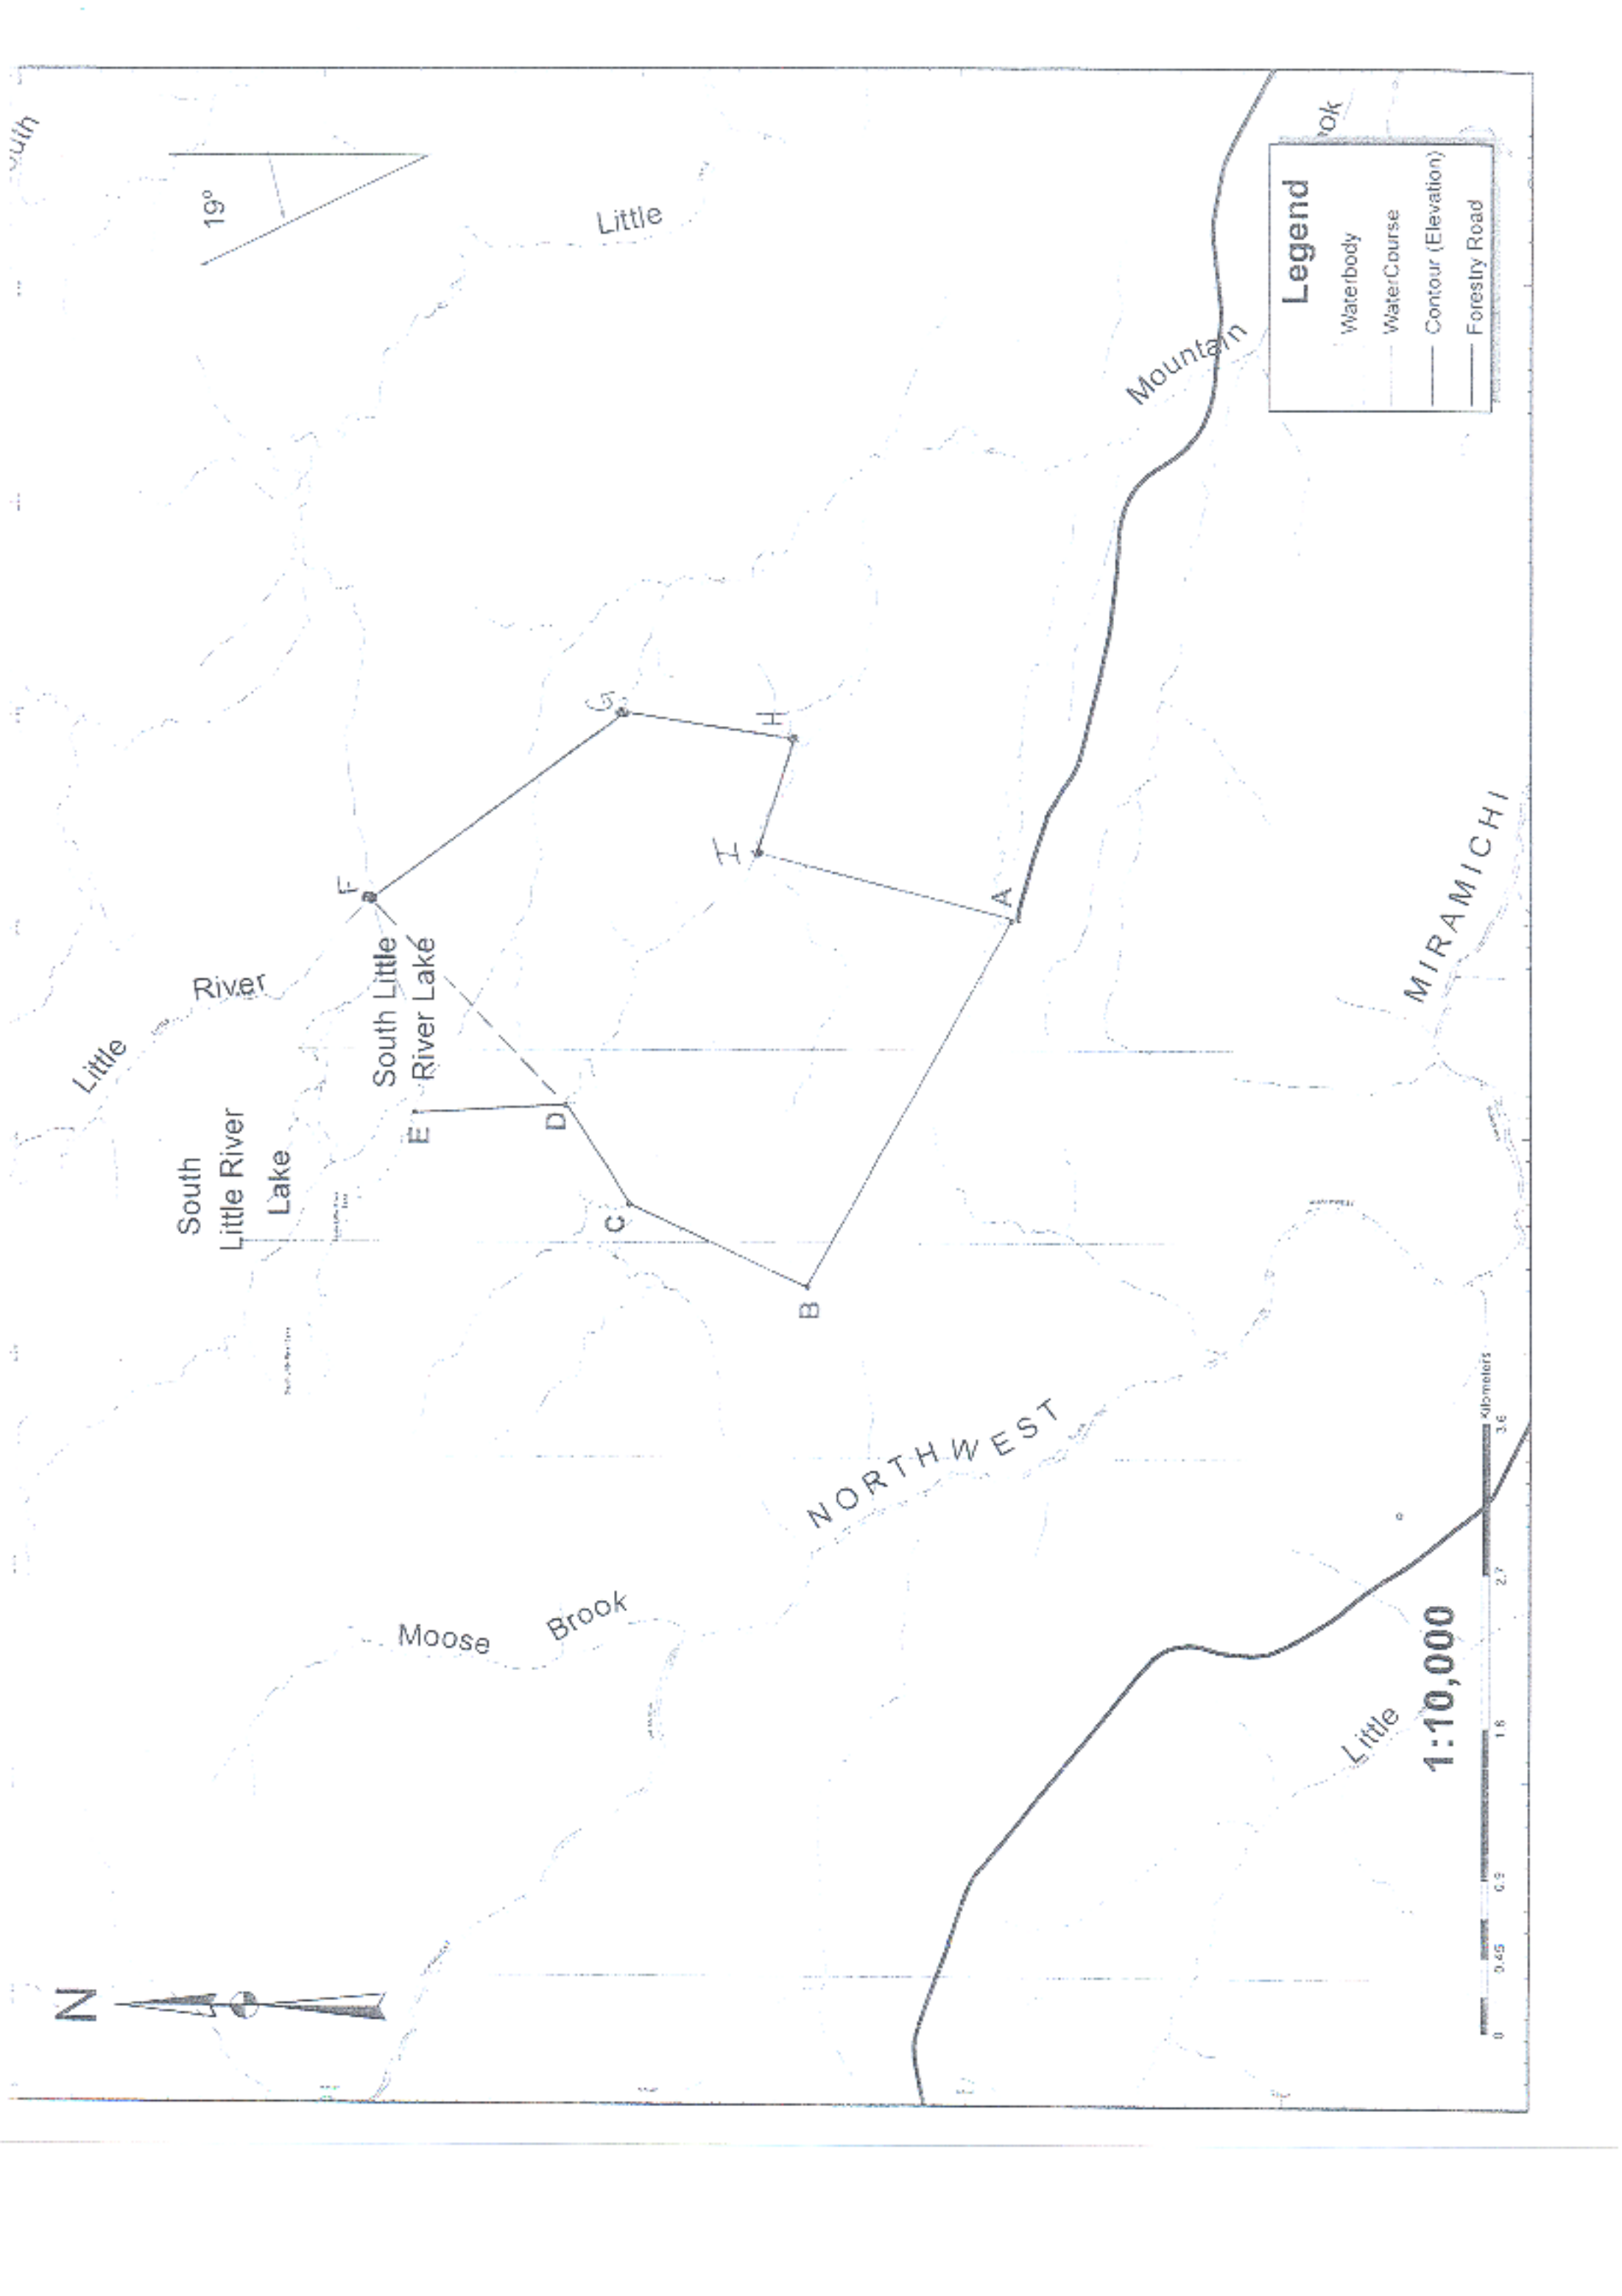 N
Little
River
South
Little River
Lake
South Little
River Lake
19º
Little
Moose
Brook
NORTHWEST
MIRAMICHI
Mountain
Little
F
E
D
C
B
A
G
H
I
Legend
Waterbody
WaterCourse
Contour (Elevation)
Forestry Road
1:10,000
0 0.45 0.9 1.8 2.7 3.6
Kilometers